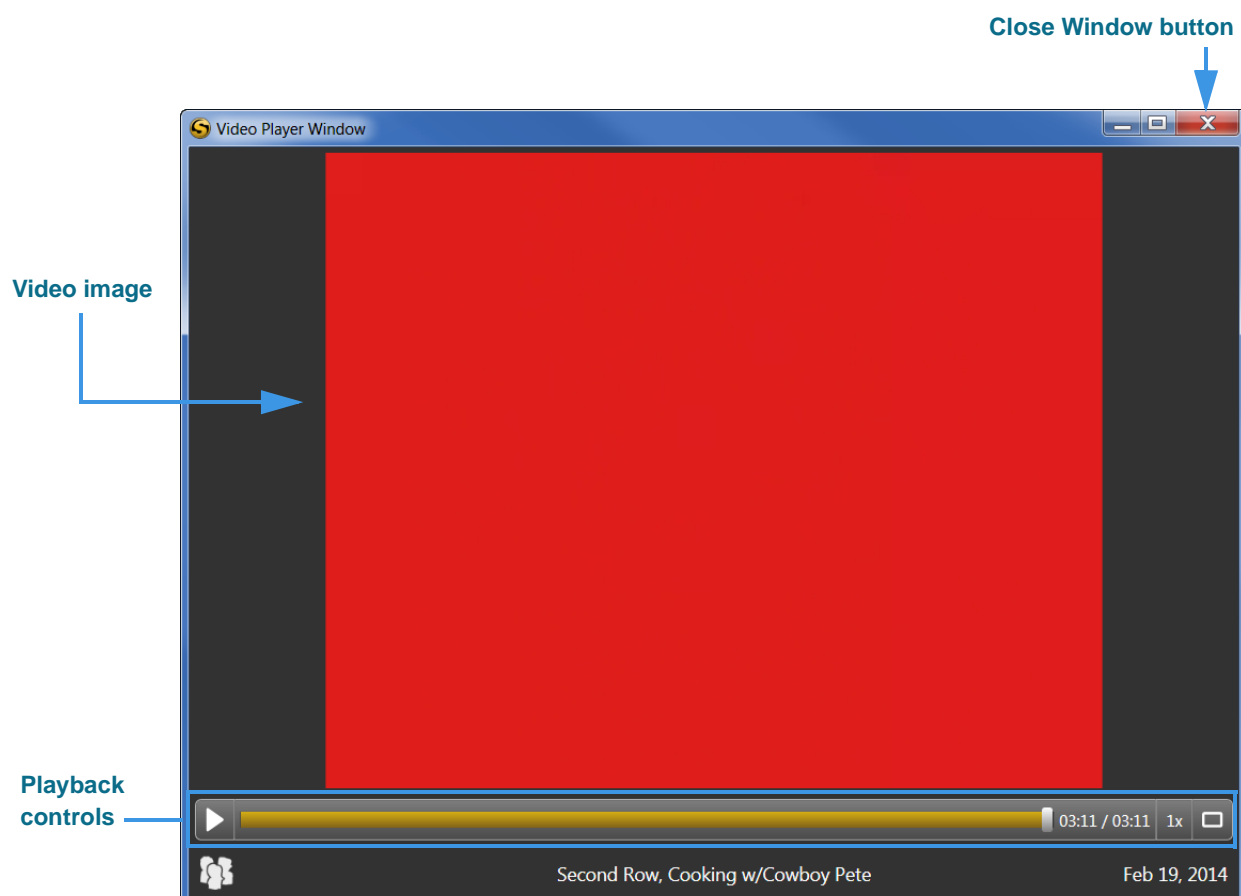 Close Window button
Video Player Window
Video image
Playback
controls
03:11 / 03:11 1x
Second Row, Cooking w/Cowboy Pete
Feb 19, 2014